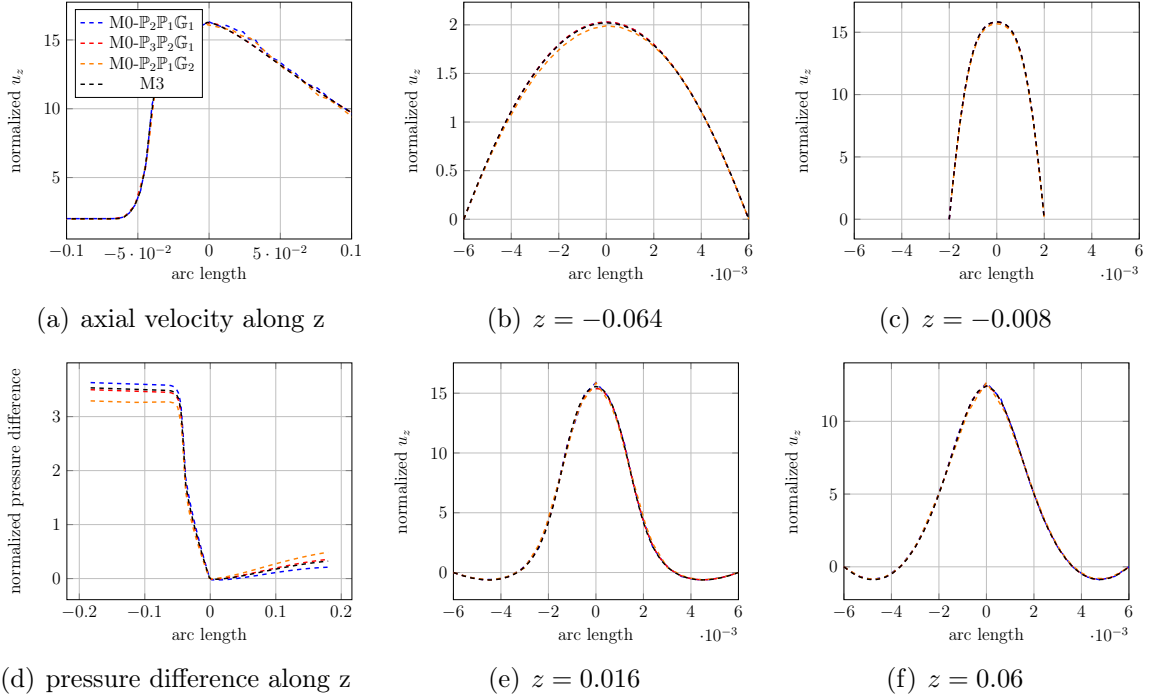 M0-ℙ₂ℙ₁𝔾₁
M0-ℙ₃ℙ₂𝔾₁
M0-ℙ₂ℙ₁𝔾₂
M3
normalized u_z
5
10
15
−0.1
−5 · 10⁻²
0
5 · 10⁻²
0.1
arc length
(a) axial velocity along z
normalized u_z
0
0.5
1
1.5
2
−6
−4
−2
0
2
4
6
·10⁻³
arc length
(b) z = −0.064
normalized u_z
0
5
10
15
−6
−4
−2
0
2
4
6
·10⁻³
arc length
(c) z = −0.008
normalized pressure difference
0
1
2
3
−0.2
−0.1
0
0.1
0.2
arc length
(d) pressure difference along z
normalized u_z
0
5
10
15
−6
−4
−2
0
2
4
6
·10⁻³
arc length
(e) z = 0.016
normalized u_z
0
5
10
−6
−4
−2
0
2
4
6
·10⁻³
arc length
(f) z = 0.06